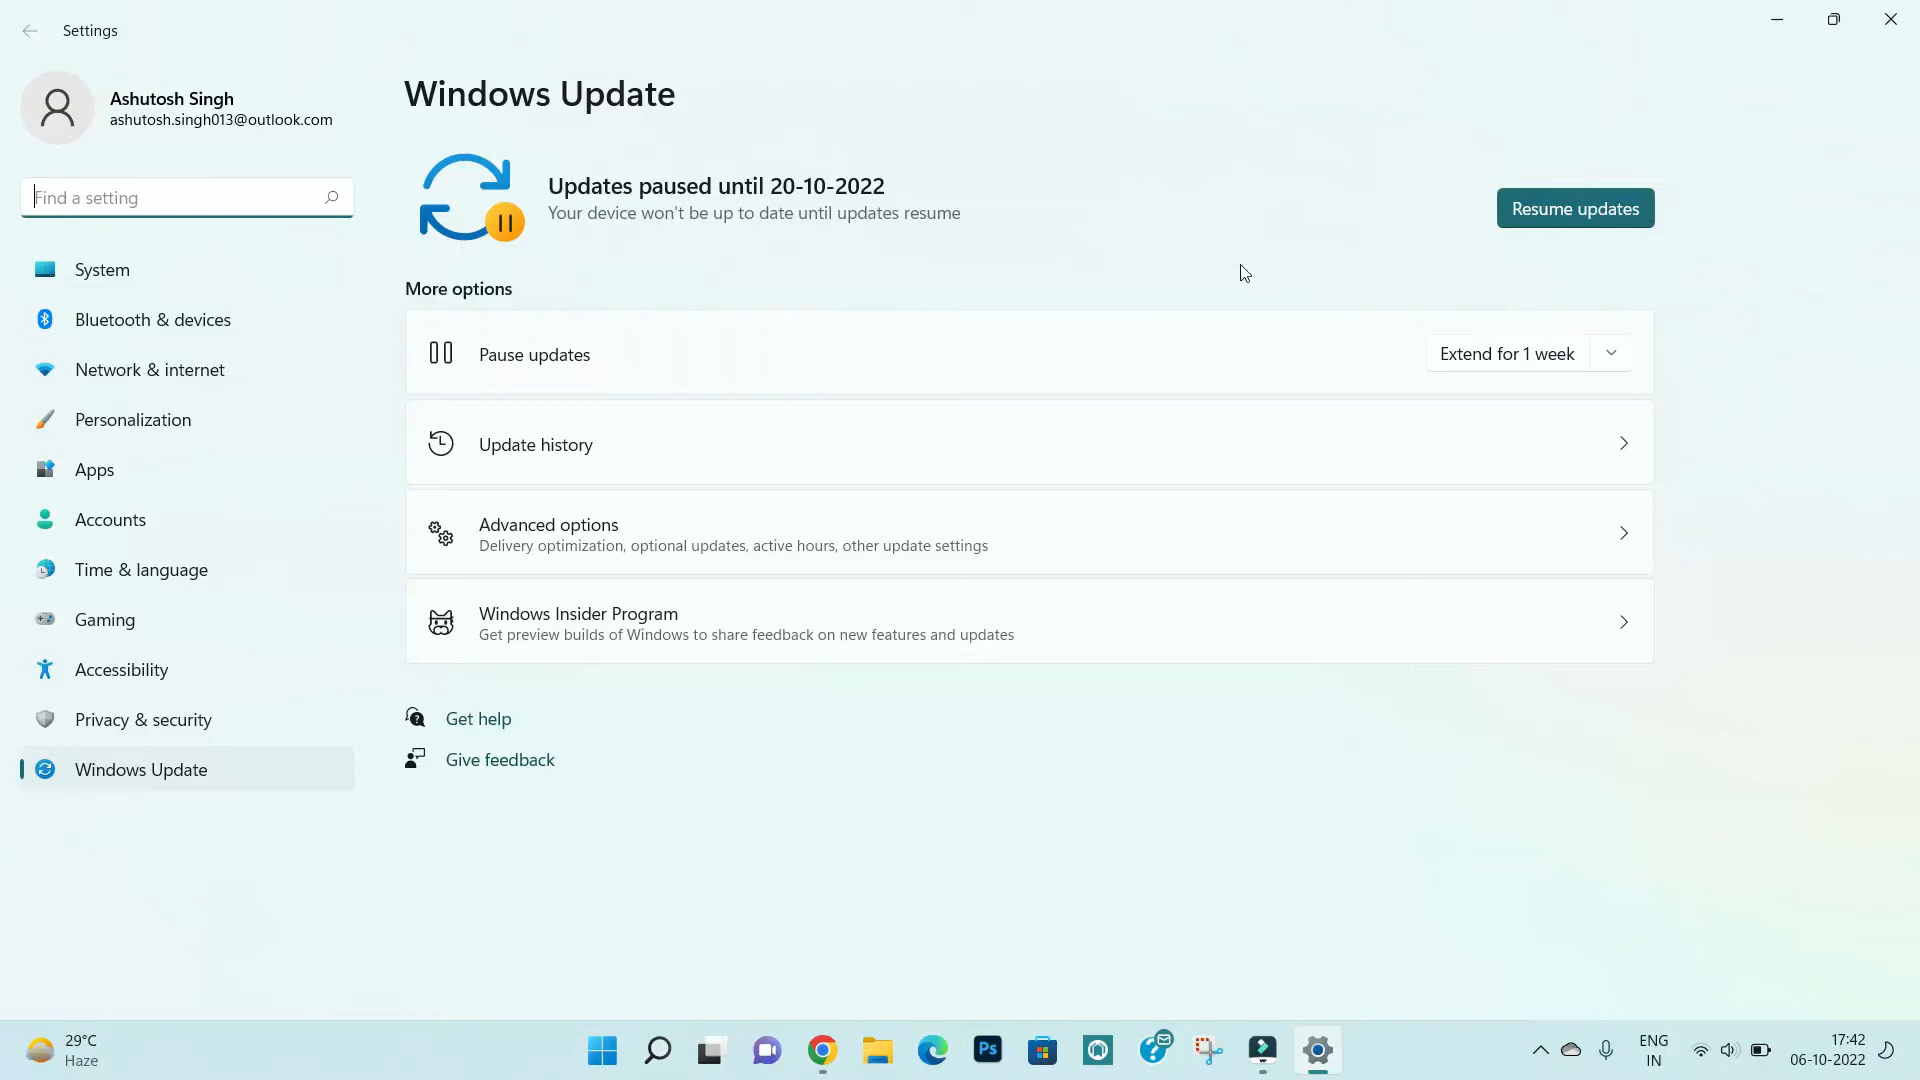 Settings
Ashutosh Singh
ashutosh.singh013@outlook.com
Find a setting
System
Bluetooth & devices
Network & internet
Personalization
Apps
Accounts
Time & language
Gaming
Accessibility
Privacy & security
Windows Update
Windows Update
Updates paused until 20-10-2022
Your device won't be up to date until updates resume
Resume updates
More options
Pause updates
Extend for 1 week
Update history
Advanced options
Delivery optimization, optional updates, active hours, other update settings
Windows Insider Program
Get preview builds of Windows to share feedback on new features and updates
Get help
Give feedback
29°C
Haze
Ps
ENG
IN
17:42
06-10-2022